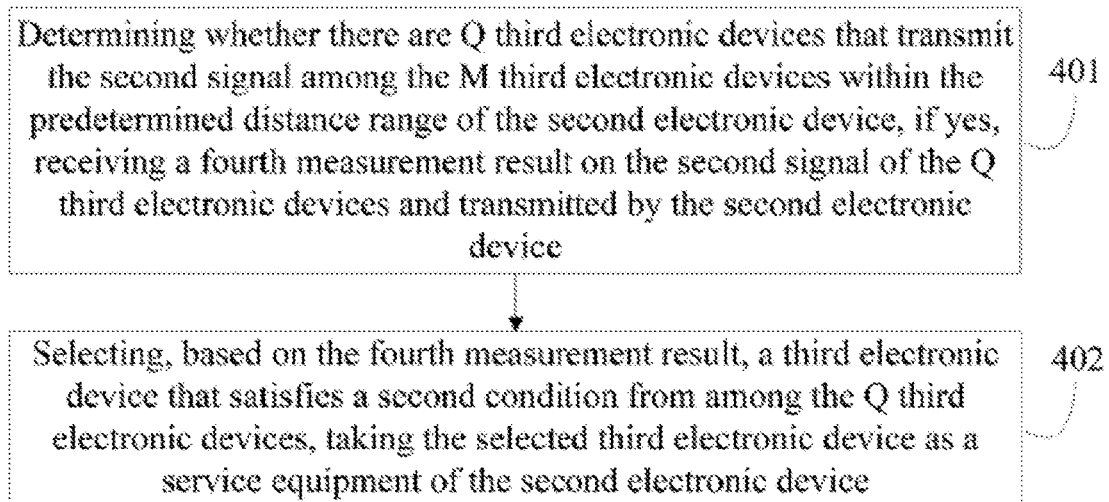 Determining whether there are Q third electronic devices that transmit
the second signal among the M third electronic devices within the
predetermined distance range of the second electronic device, if yes,
receiving a fourth measurement result on the second signal of the Q
third electronic devices and transmitted by the second electronic
device
401
Selecting, based on the fourth measurement result, a third electronic
device that satisfies a second condition from among the Q third
electronic devices, taking the selected third electronic device as a
service equipment of the second electronic device
402